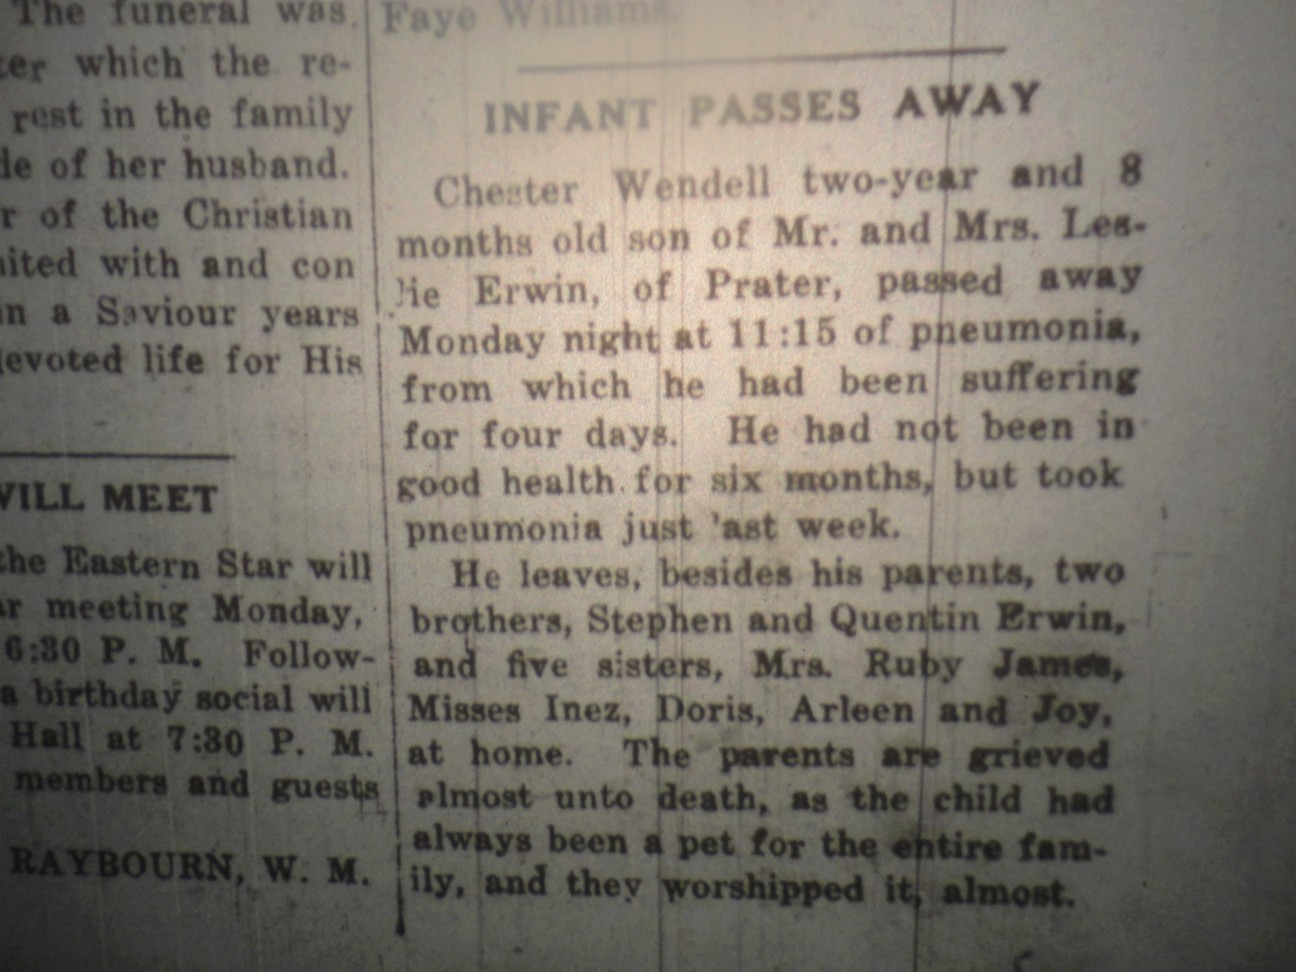 The funeral was
ter which the re-
rest in the family
de of her husband.
r of the Christian
nited with and con
in a Saviour years
devoted life for His
WILL MEET
the Eastern Star will
ar meeting Monday,
6:30 P. M. Follow-
a birthday social will
Hall at 7:30 P. M.
members and guests
RAYBOURN, W. M.
Faye Williams.
INFANT PASSES AWAY
Chester Wendell two-year and 8
months old son of Mr. and Mrs. Les-
lie Erwin, of Prater, passed away
Monday night at 11:15 of pneumonia,
from which he had been suffering
for four days. He had not been in
good health for six months, but took
pneumonia just 'ast week.
He leaves, besides his parents, two
brothers, Stephen and Quentin Erwin,
and five sisters, Mrs. Ruby James,
Misses Inez, Doris, Arleen and Joy,
at home. The parents are grieved
almost unto death, as the child had
always been a pet for the entire fam-
ily, and they worshipped it, almost.